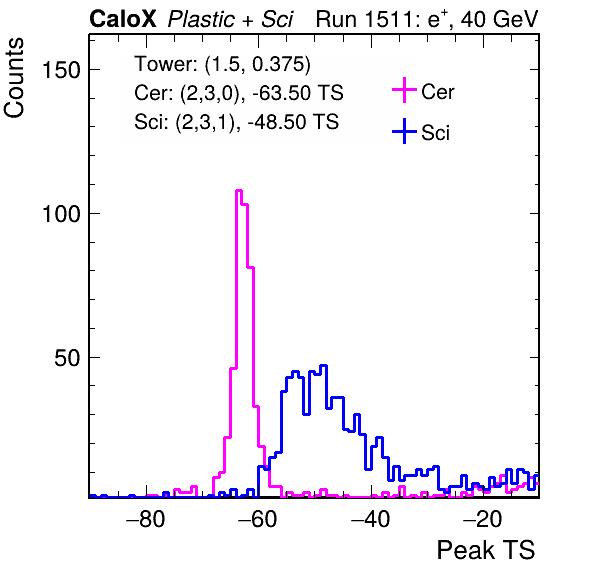 CaloX Plastic + Sci Run 1511: e⁺, 40 GeV
Counts
Tower: (1.5, 0.375)
Cer: (2,3,0), -63.50 TS
Sci: (2,3,1), -48.50 TS
Cer
Sci
150
100
50
−80 −60 −40 −20
Peak TS